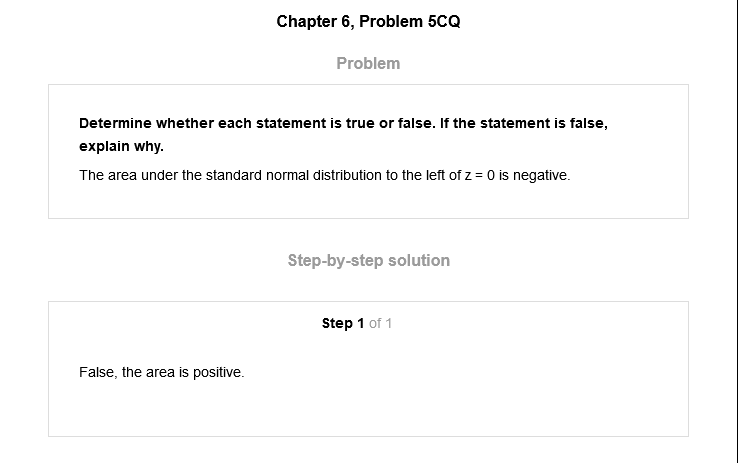 Chapter 6, Problem 5CQ
Problem
Determine whether each statement is true or false. If the statement is false,
explain why.
The area under the standard normal distribution to the left of z = 0 is negative.
Step-by-step solution
Step 1 of 1
False, the area is positive.